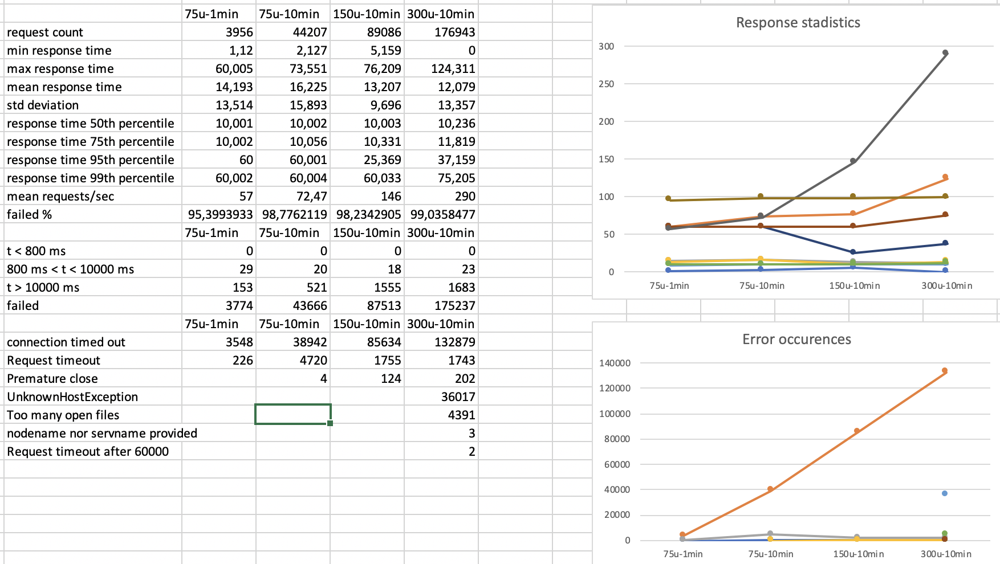 75u-1min 75u-10min 150u-10min 300u-10min
request count 3956 44207 89086 176943
min response time 1,12 2,127 5,159 0
max response time 60,005 73,551 76,209 124,311
mean response time 14,193 16,225 13,207 12,079
std deviation 13,514 15,893 9,696 13,357
response time 50th percentile 10,001 10,002 10,003 10,236
response time 75th percentile 10,002 10,056 10,331 11,819
response time 95th percentile 60 60,001 25,369 37,159
response time 99th percentile 60,002 60,004 60,033 75,205
mean requests/sec 57 72,47 146 290
failed % 95,3993933 98,7762119 98,2342905 99,0358477
75u-1min 75u-10min 150u-10min 300u-10min
t < 800 ms 0 0 0 0
800 ms < t < 10000 ms 29 20 18 23
t > 10000 ms 153 521 1555 1683
failed 3774 43666 87513 175237
75u-1min 75u-10min 150u-10min 300u-10min
connection timed out 3548 38942 85634 132879
Request timeout 226 4720 1755 1743
Premature close 4 124 202
UnknownHostException 36017
Too many open files 4391
nodename nor servname provided 3
Request timeout after 60000 2
Response stadistics
300
250
200
150
100
50
0
75u-1min 75u-10min 150u-10min 300u-10min
Error occurences
140000
120000
100000
80000
60000
40000
20000
0
75u-1min 75u-10min 150u-10min 300u-10min